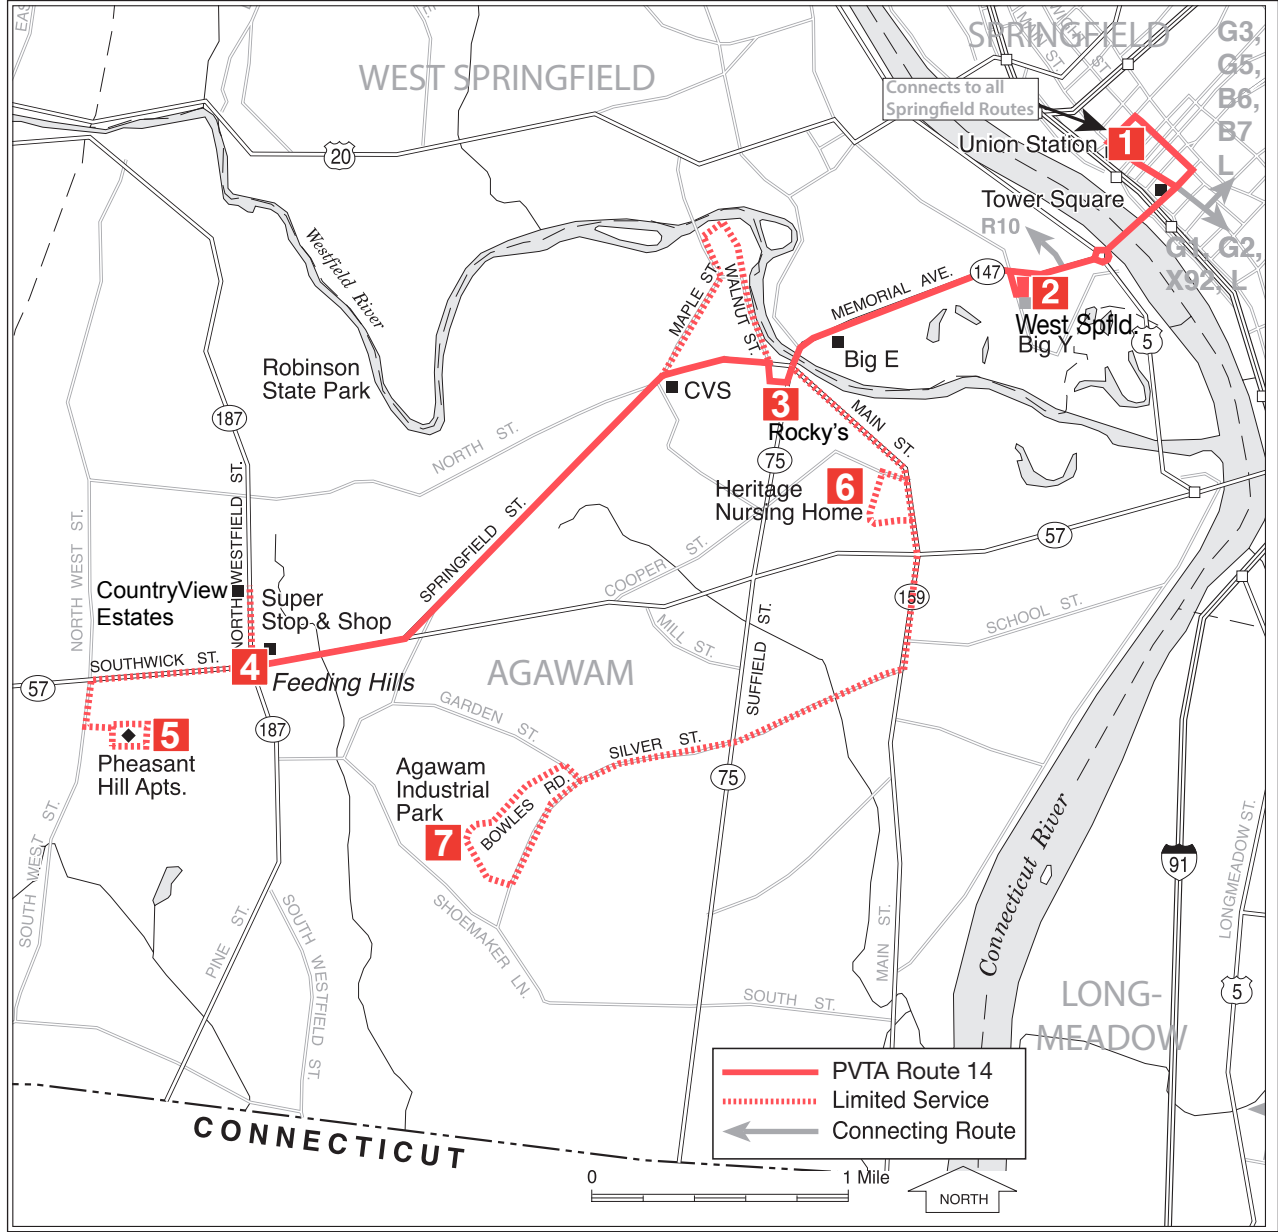 SPRINGFIELD
G3,
G5,
B6,
B7
L
MAIN ST.
ST.
WEST SPRINGFIELD
Connects to all
Springfield Routes
Union Station
1
20
Tower Square
R10
G1, G2,
X92, L
Westfield River
MAPLE ST.
WALNUT ST.
MEMORIAL AVE.
147
2
West Spfld.
Big Y
5
Big E
Robinson
State Park
CVS
3
Rocky's
MAIN ST.
187
NORTH ST.
75
6
Heritage
Nursing Home
57
SPRINGFIELD ST.
COOPER ST.
NORTH WEST ST.
NORTH WESTFIELD ST.
CountryView
Estates
Super
Stop & Shop
159
SCHOOL ST.
MILL ST.
SUFFIELD ST.
SOUTHWICK ST.
4
Feeding Hills
57
AGAWAM
GARDEN ST.
187
5
Pheasant
Hill Apts.
SILVER ST.
75
Agawam
Industrial
Park
7
BOWLES RD.
SOUTH WEST ST.
PINE ST.
SOUTH WESTFIELD ST.
SHOEMAKER LN.
SOUTH ST.
MAIN ST.
Connecticut River
91
LONGMEADOW ST.
5
LONG-
MEADOW
PVTA Route 14
Limited Service
Connecting Route
CONNECTICUT
0 1 Mile
NORTH